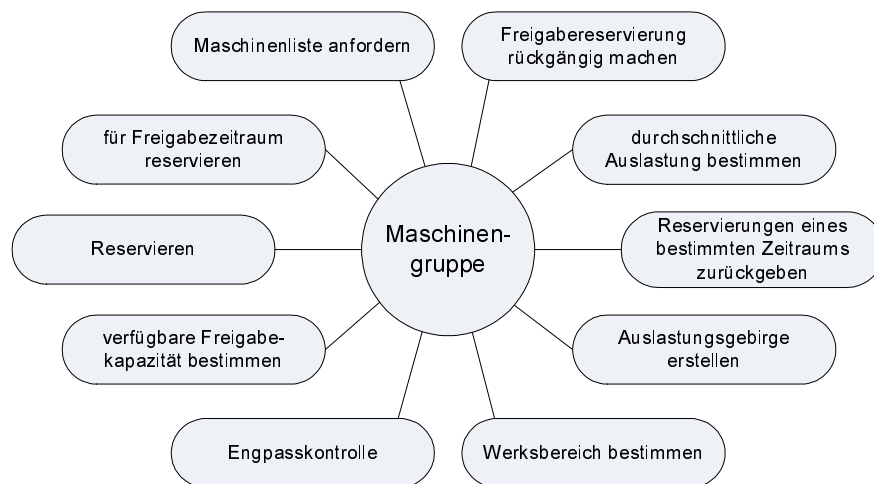 Maschinenliste anfordern
Freigabereservierung
rückgängig machen
für Freigabezeitraum
reservieren
durchschnittliche
Auslastung bestimmen
Reservieren
Maschinen-
gruppe
Reservierungen eines
bestimmten Zeitraums
zurückgeben
verfügbare Freigabe-
kapazität bestimmen
Auslastungsgebirge
erstellen
Engpasskontrolle
Werksbereich bestimmen